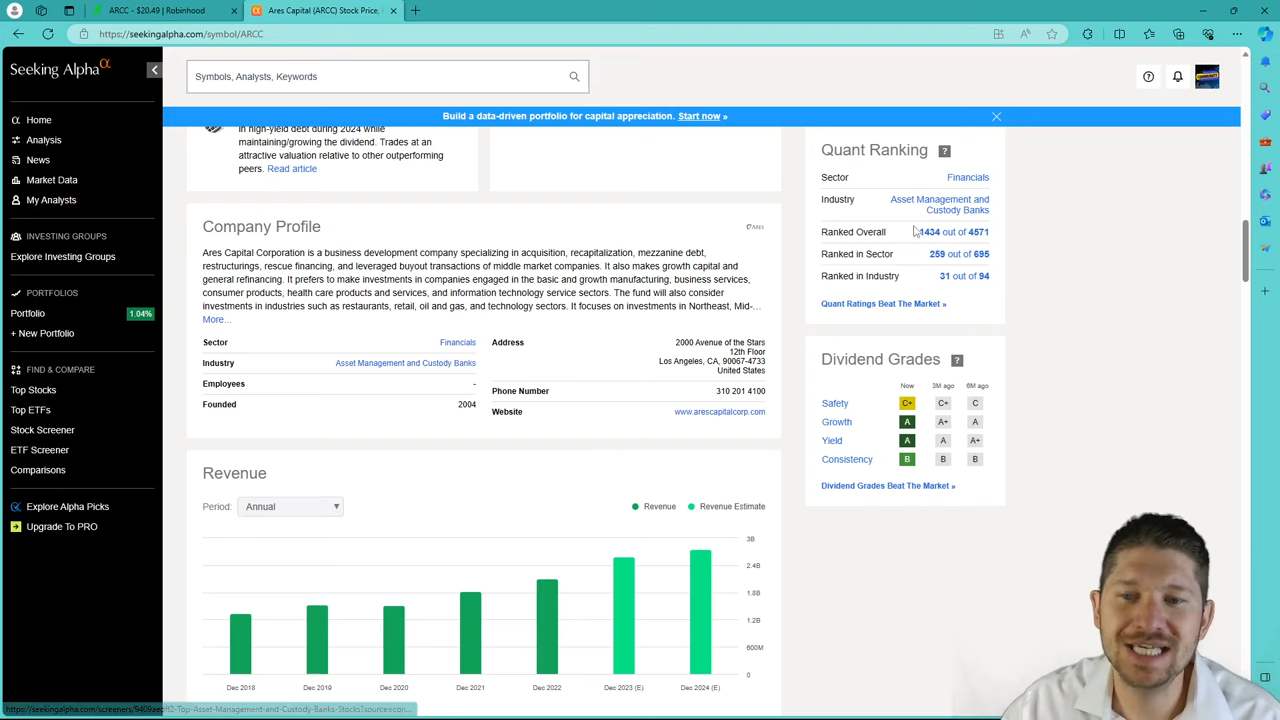 ARCC - $20.49 | Robinhood
Ares Capital (ARCC) Stock Price,
https://seekingalpha.com/symbol/ARCC
Seeking Alpha α
Symbols, Analysts, Keywords
Build a data-driven portfolio for capital appreciation. Start now »
Home
Analysis
News
Market Data
My Analysts
INVESTING GROUPS
Explore Investing Groups
PORTFOLIOS
Portfolio 1.04%
+ New Portfolio
FIND & COMPARE
Top Stocks
Top ETFs
Stock Screener
ETF Screener
Comparisons
Explore Alpha Picks
Upgrade To PRO
in high-yield debt during 2024 while
maintaining/growing the dividend. Trades at an
attractive valuation relative to other outperforming
peers. Read article
Company Profile
ARES
Ares Capital Corporation is a business development company specializing in acquisition, recapitalization, mezzanine debt,
restructurings, rescue financing, and leveraged buyout transactions of middle market companies. It also makes growth capital and
general refinancing. It prefers to make investments in companies engaged in the basic and growth manufacturing, business services,
consumer products, health care products and services, and information technology service sectors. The fund will also consider
investments in industries such as restaurants, retail, oil and gas, and technology sectors. It focuses on investments in Northeast, Mid-...
More...
Sector Financials
Industry Asset Management and Custody Banks
Employees -
Founded 2004
Address 2000 Avenue of the Stars
12th Floor
Los Angeles, CA, 90067-4733
United States
Phone Number 310 201 4100
Website www.arescapitalcorp.com
Revenue
Period: Annual
Revenue Revenue Estimate
3B
2.4B
1.8B
1.2B
600M
0
Dec 2018 Dec 2019 Dec 2020 Dec 2021 Dec 2022 Dec 2023 (E) Dec 2024 (E)
Quant Ranking ?
Sector Financials
Industry Asset Management and
Custody Banks
Ranked Overall 1434 out of 4571
Ranked in Sector 259 out of 695
Ranked in Industry 31 out of 94
Quant Ratings Beat The Market »
Dividend Grades ?
Now 3M ago 6M ago
Safety C+ C+ C
Growth A A+ A
Yield A A A+
Consistency B B B
Dividend Grades Beat The Market »